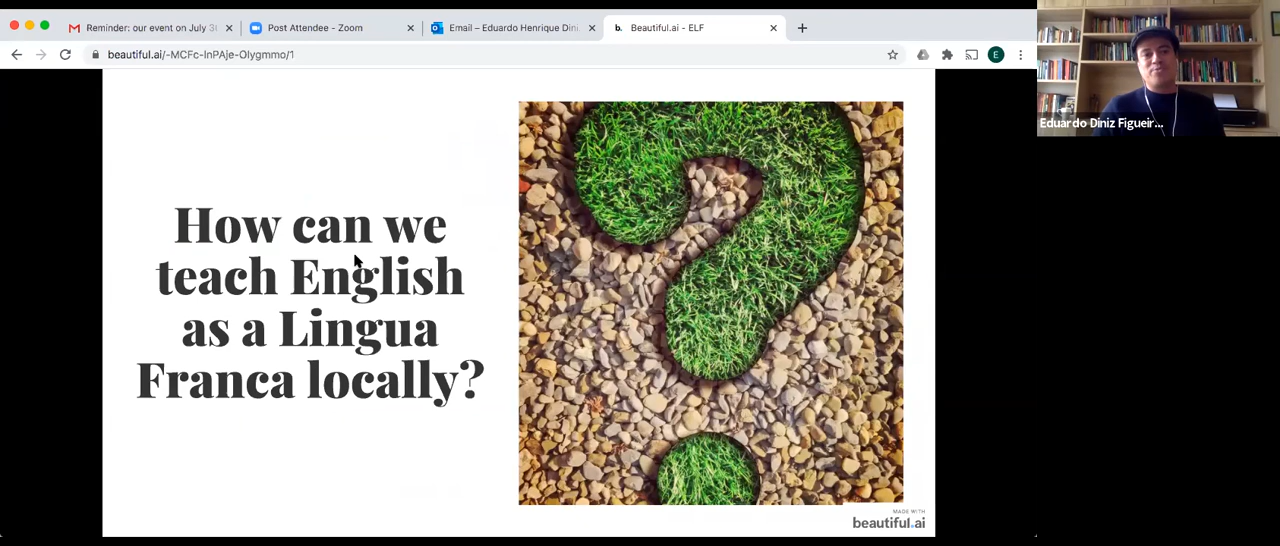 Reminder: our event on July 30
Post Attendee - Zoom
Email – Eduardo Henrique Dini
Beautiful.ai - ELF
beautiful.ai/-MCFc-InPAje-Olygmmo/1
E
Eduardo Diniz Figueir...
How can we
teach English
as a Lingua
Franca locally?
MADE WITH
beautiful.ai